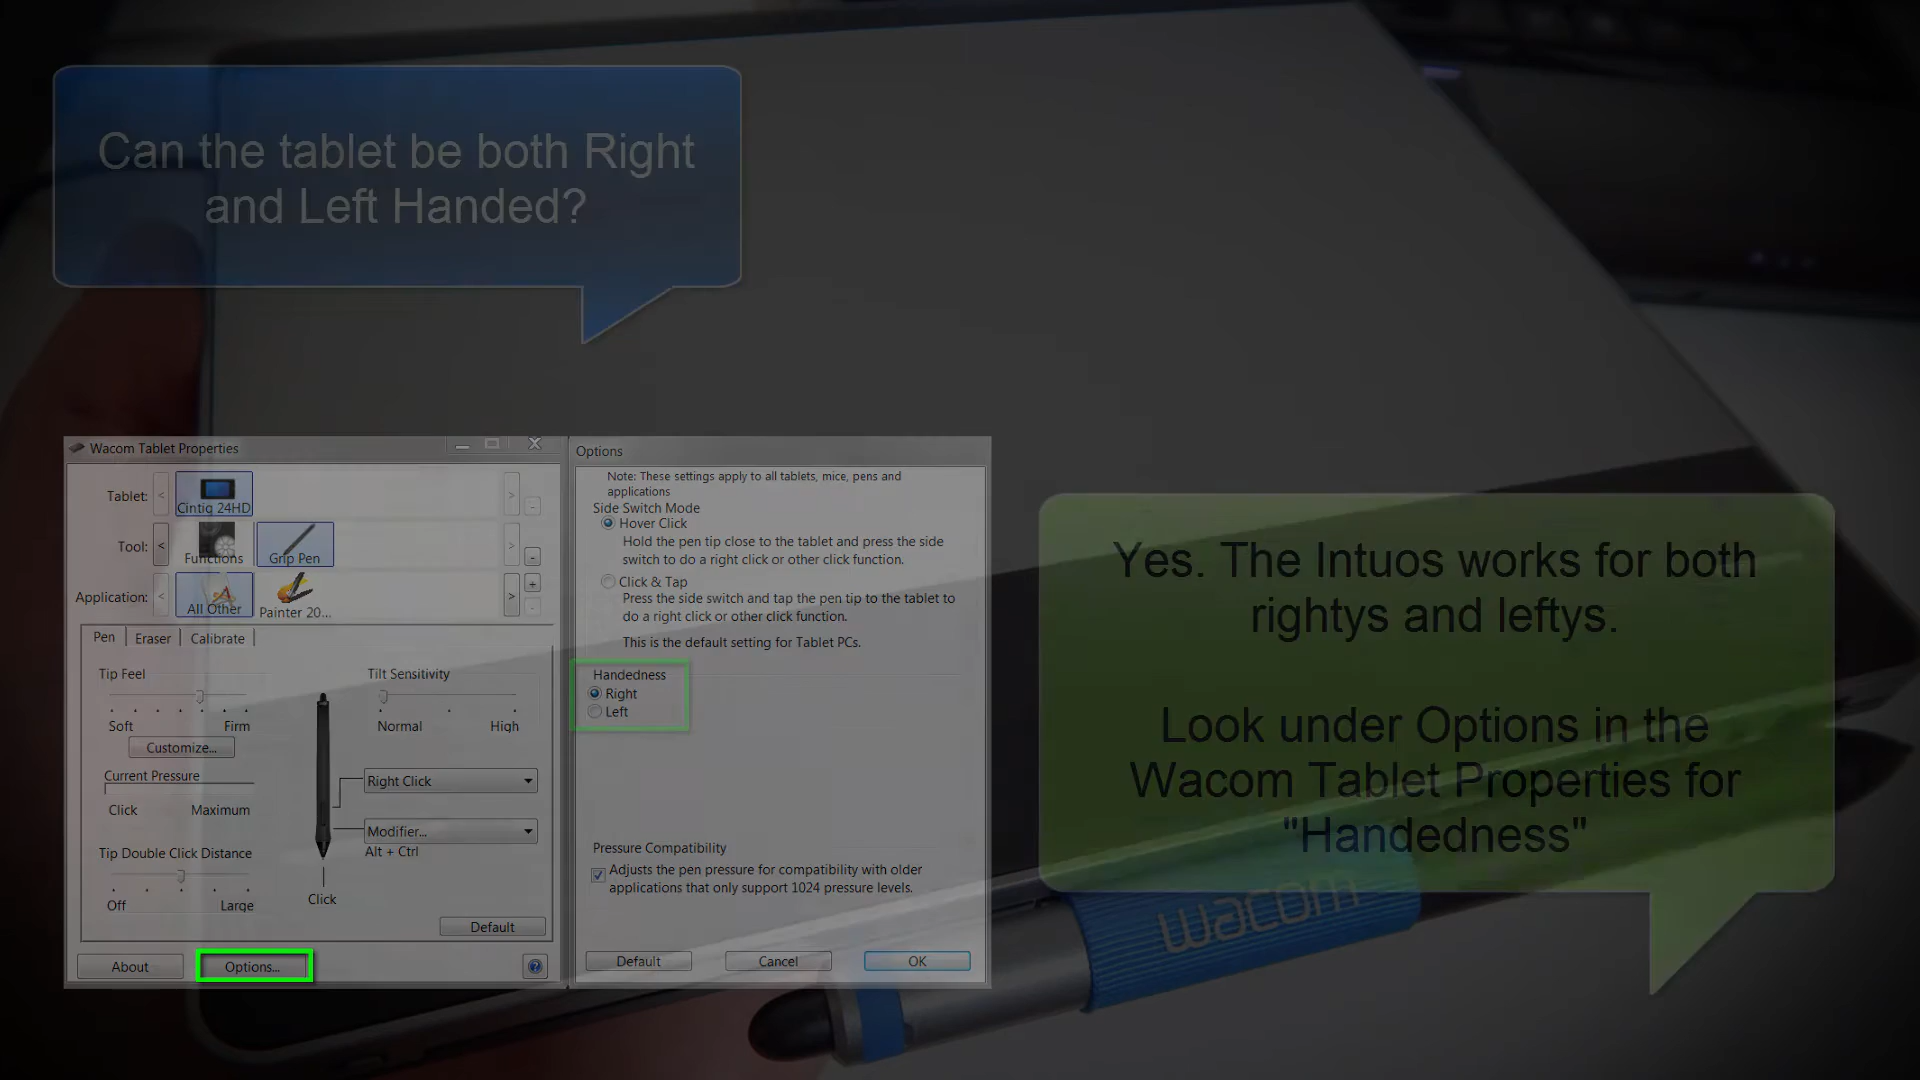 Can the tablet be both Right
and Left Handed?
Wacom Tablet Properties
Tablet:
Cintiq 24HD
Tool:
Functions
Grip Pen
Application:
All Other
Painter 20...
Pen
Eraser
Calibrate
Tip Feel
Soft
Firm
Customize...
Current Pressure
Click
Maximum
Tip Double Click Distance
Off
Large
Tilt Sensitivity
Normal
High
Right Click
Modifier...
Alt + Ctrl
Click
Default
About
Options...
Options
Note: These settings apply to all tablets, mice, pens and
applications
Side Switch Mode
Hover Click
Hold the pen tip close to the tablet and press the side
switch to do a right click or other click function.
Click & Tap
Press the side switch and tap the pen tip to the tablet to
do a right click or other click function.
This is the default setting for Tablet PCs.
Handedness
Right
Left
Pressure Compatibility
Adjusts the pen pressure for compatibility with older
applications that only support 1024 pressure levels.
Default
Cancel
OK
Yes. The Intuos works for both
rightys and leftys.
Look under Options in the
Wacom Tablet Properties for
"Handedness"
wacom